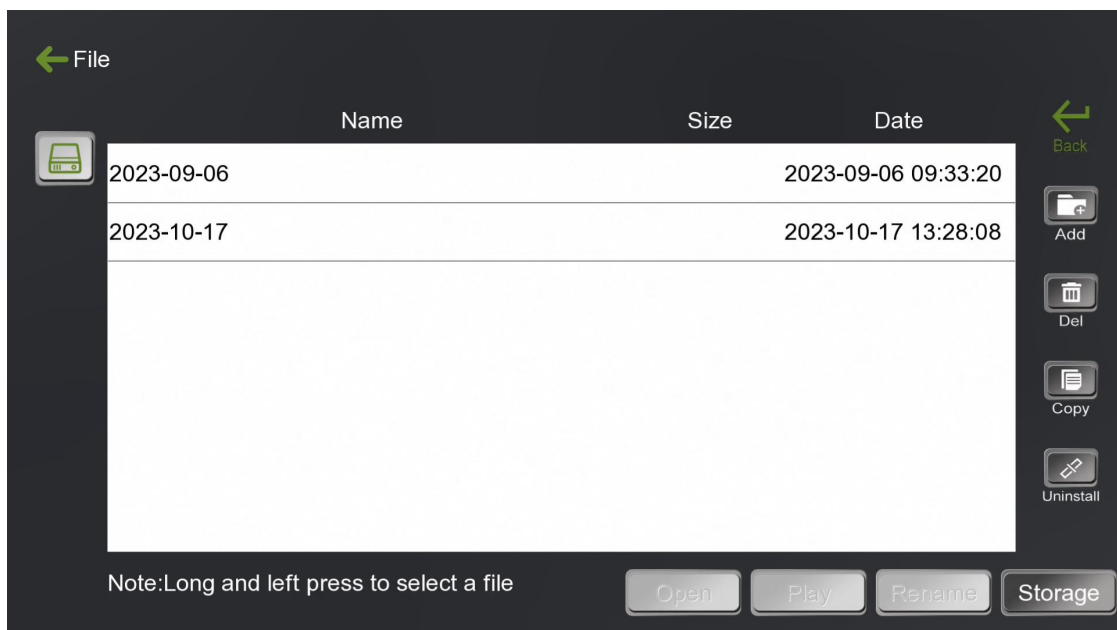 File
Name Size Date
Back
2023-09-06 2023-09-06 09:33:20
Add
2023-10-17 2023-10-17 13:28:08
Del
Copy
Uninstall
Note:Long and left press to select a file
Open Play Rename Storage